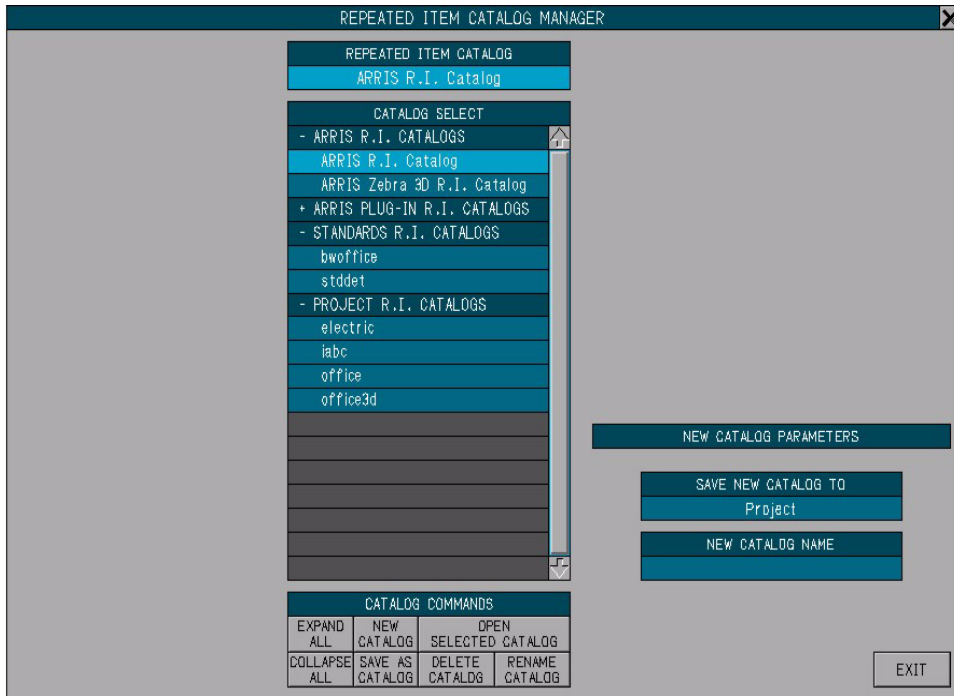 REPEATED ITEM CATALOG MANAGER
REPEATED ITEM CATALOG
ARRIS R.I. Catalog
CATALOG SELECT
- ARRIS R.I. CATALOGS
ARRIS R.I. Catalog
ARRIS Zebra 3D R.I. Catalog
+ ARRIS PLUG-IN R.I. CATALOGS
- STANDARDS R.I. CATALOGS
bwoffice
stddet
- PROJECT R.I. CATALOGS
electric
iabc
office
office3d
NEW CATALOG PARAMETERS
SAVE NEW CATALOG TO
Project
NEW CATALOG NAME
CATALOG COMMANDS
EXPAND ALL
NEW CATALOG
OPEN SELECTED CATALOG
COLLAPSE ALL
SAVE AS CATALOG
DELETE CATALOG
RENAME CATALOG
EXIT